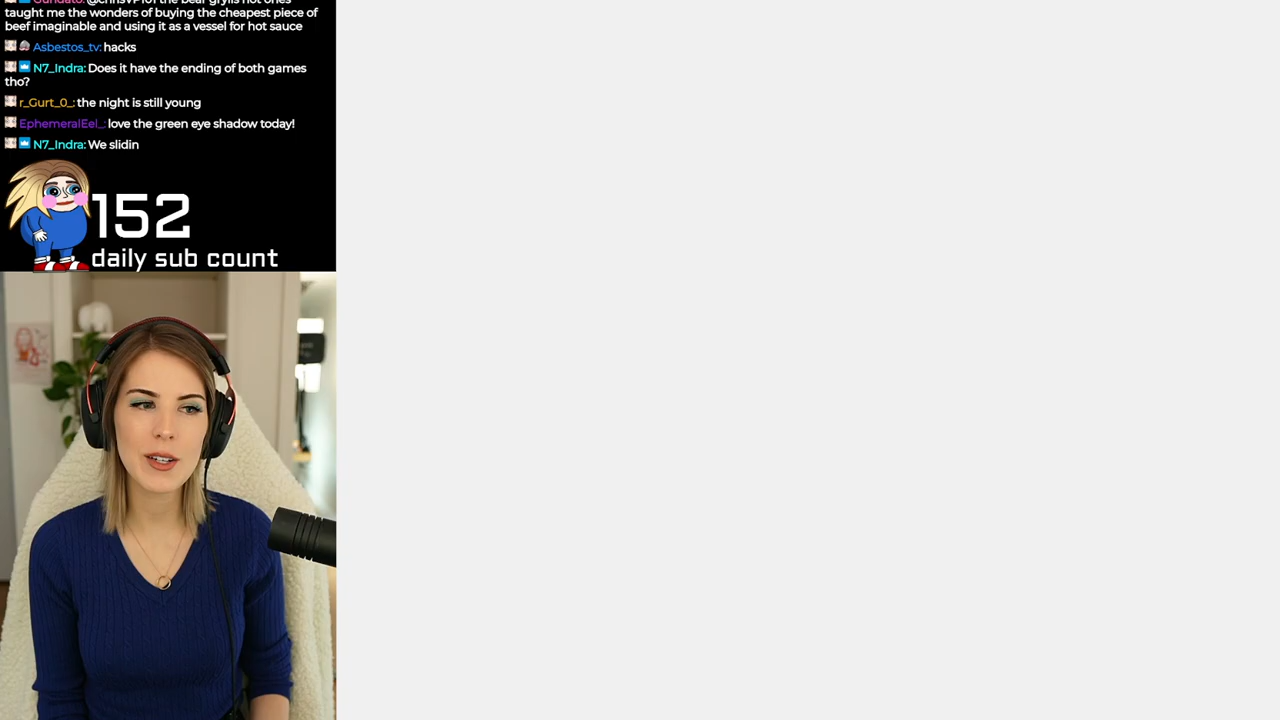 taught me the wonders of buying the cheapest piece of
beef imaginable and using it as a vessel for hot sauce
Asbestos_tv: hacks
N7_Indra: Does it have the ending of both games
tho?
r_Gurt_0_: the night is still young
EphemeralEel_: love the green eye shadow today!
N7_Indra: We slidin
152
daily sub count